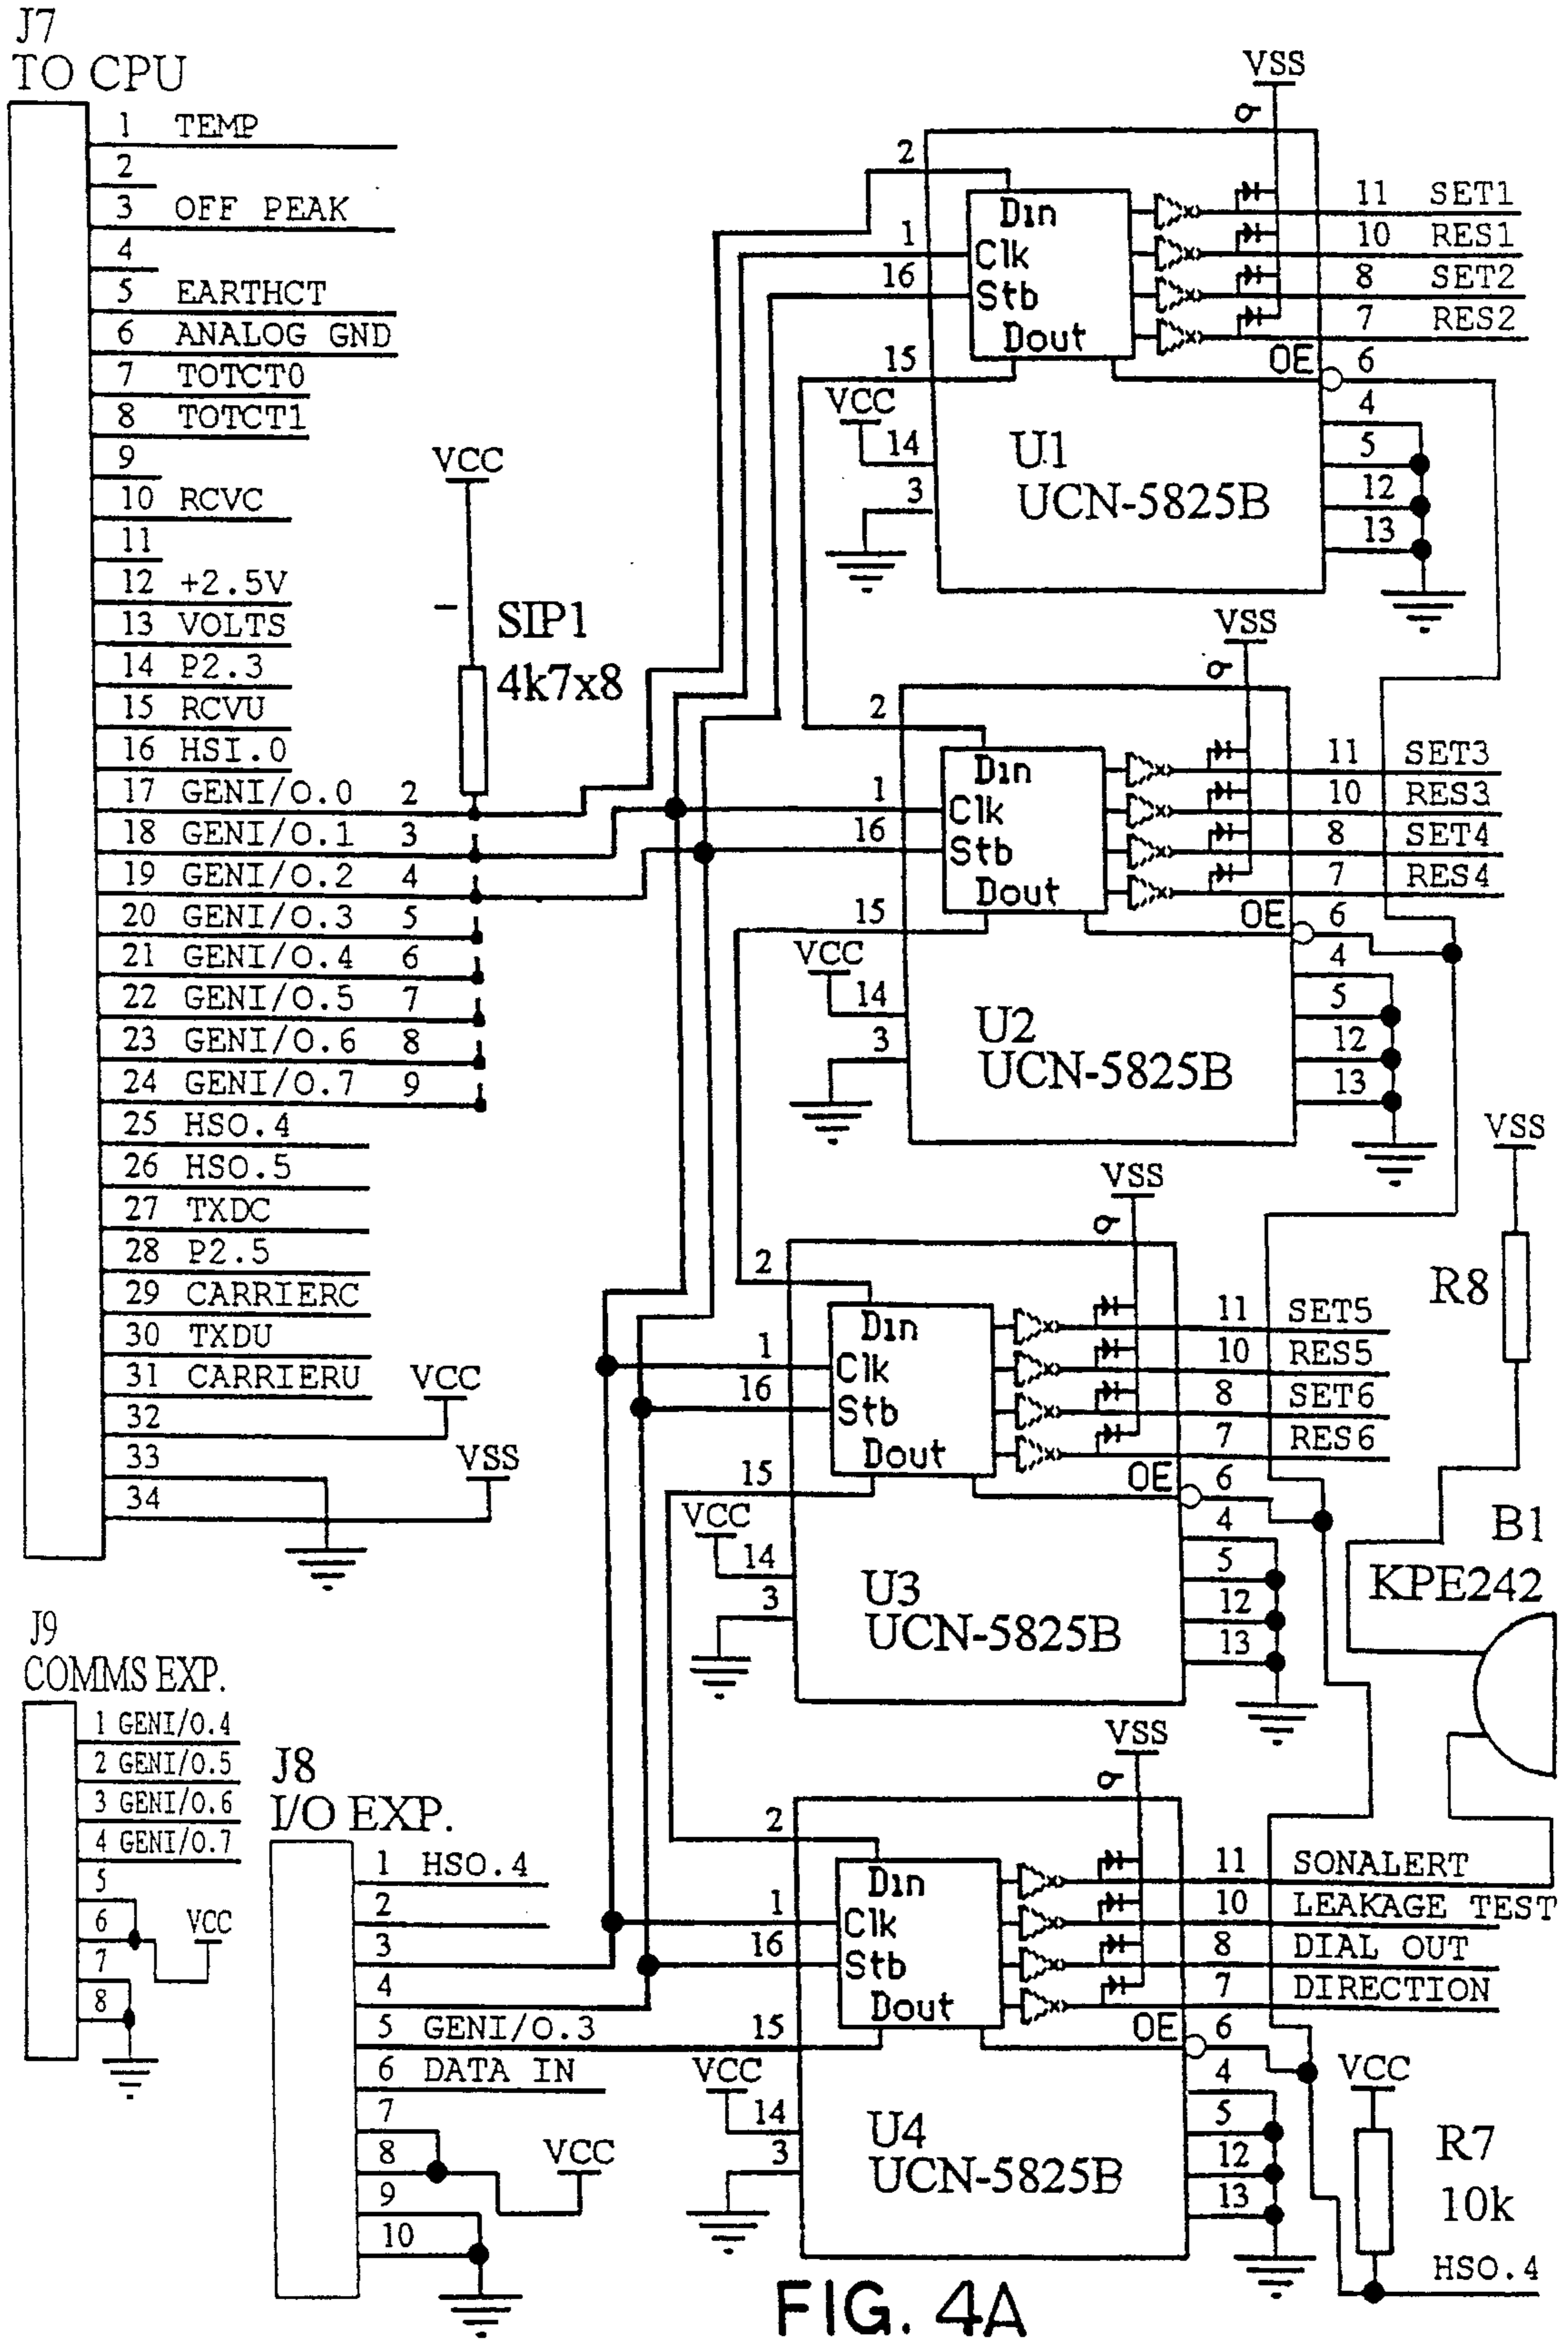 J7
TO CPU
1 TEMP
2
3 OFF PEAK
4
5 EARTHCT
6 ANALOG GND
7 TOTCT0
8 TOTCT1
9
10 RCVC
11
12 +2.5V
13 VOLTS
14 P2.3
15 RCVU
16 HSI.0
17 GENI/O.0 2
18 GENI/O.1 3
19 GENI/O.2 4
20 GENI/O.3 5
21 GENI/O.4 6
22 GENI/O.5 7
23 GENI/O.6 8
24 GENI/O.7 9
25 HSO.4
26 HSO.5
27 TXDC
28 P2.5
29 CARRIERC
30 TXDU
31 CARRIERU
32
33
34
VCC
VSS
VCC
SIP1
4k7x8
J9
COMMS EXP.
1 GENI/O.4
2 GENI/O.5
3 GENI/O.6
4 GENI/O.7
5
6
7
8
VCC
J8
I/O EXP.
1 HSO.4
2
3
4
5 GENI/O.3
6 DATA IN
7
8
9
10
VCC
VSS
9
2
Din
1
Clk
16
Stb
Dout
15
VCC
14
3
11 SET1
10 RES1
8 SET2
7 RES2
OE 6
4
5
12
13
U1
UCN-5825B
VSS
9
2
Din
1
Clk
16
Stb
Dout
15
VCC
14
3
11 SET3
10 RES3
8 SET4
7 RES4
OE 6
4
5
12
13
U2
UCN-5825B
VSS
9
2
Din
1
Clk
16
Stb
Dout
15
VCC
14
3
11 SET5
10 RES5
8 SET6
7 RES6
OE 6
4
5
12
13
U3
UCN-5825B
VSS
R8
B1
KPE242
VSS
9
2
Din
1
Clk
16
Stb
Dout
15
VCC
14
3
11 SONALERT
10 LEAKAGE TEST
8 DIAL OUT
7 DIRECTION
OE 6
4
5
12
13
U4
UCN-5825B
VCC
R7
10k
HSO.4
FIG. 4A